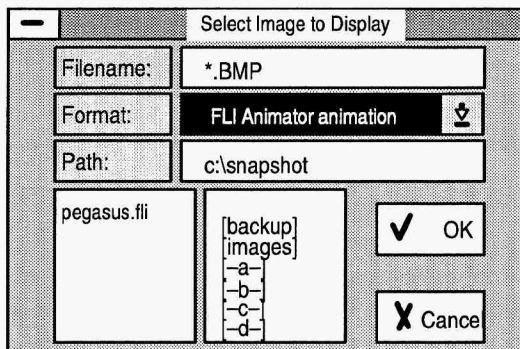 Select Image to Display
Filename: *.BMP
Format: FLI Animator animation
Path: c:\snapshot
pegasus.fli
[backup]
[images]
[–a–]
[–b–]
[–c–]
[–d–]
OK
Cance